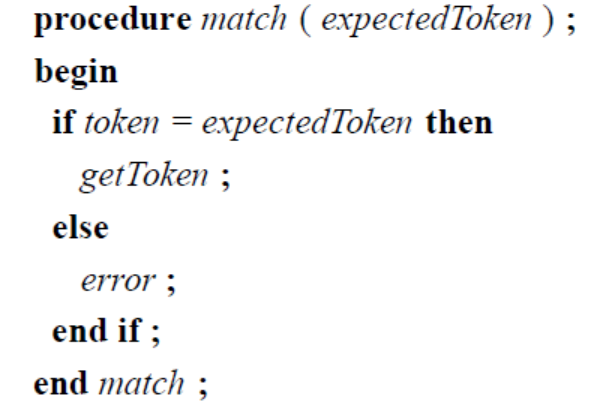 procedure match ( expectedToken ) ;
begin
if token = expectedToken then
getToken ;
else
error ;
end if ;
end match ;